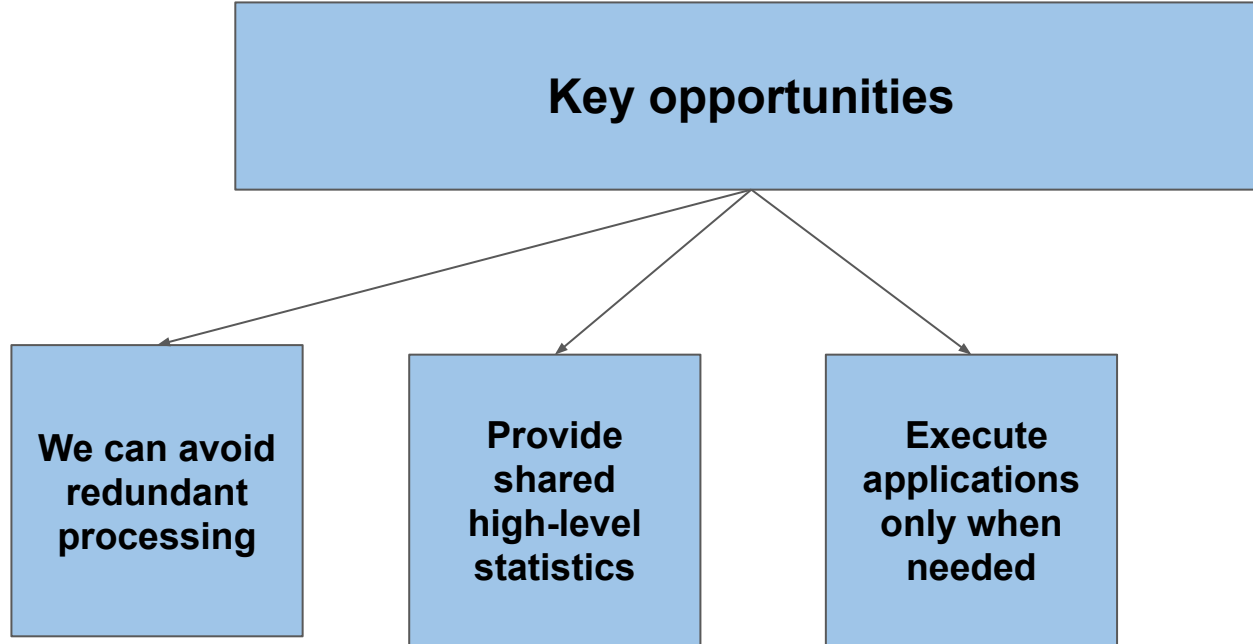 Key opportunities
We can avoid
redundant
processing
Provide
shared
high-level
statistics
Execute
applications
only when
needed